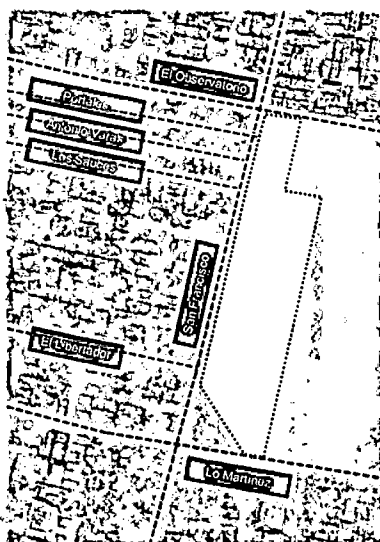 El Observatorio
Portales
Antonio Varas
Los Sauces
San Francisco
El Libertador
Lo Martínez